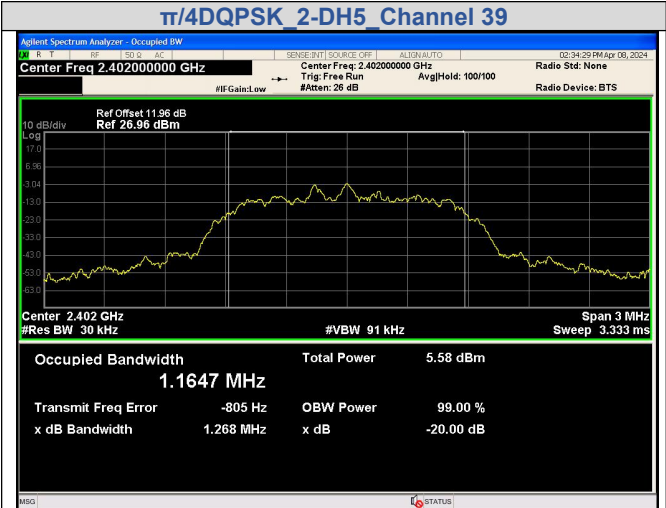 π/4DQPSK_2-DH5_Channel 39
Agilent Spectrum Analyzer - Occupied BW
R T RF 50 Ω AC SENSE:INT SOURCE OFF ALIGN AUTO 02:34:29 PM Apr 08, 2024
Center Freq 2.402000000 GHz Center Freq: 2.402000000 GHz Radio Std: None
Trig: Free Run Avg|Hold: 100/100
#IFGain:Low #Atten: 26 dB Radio Device: BTS
Ref Offset 11.96 dB
10 dB/div Ref 26.96 dBm
Log
17.0
6.96
-3.04
-13.0
-23.0
-33.0
-43.0
-53.0
-63.0
Center 2.402 GHz Span 3 MHz
#Res BW 30 kHz #VBW 91 kHz Sweep 3.333 ms
Occupied Bandwidth Total Power 5.58 dBm
1.1647 MHz
Transmit Freq Error -805 Hz OBW Power 99.00 %
x dB Bandwidth 1.268 MHz x dB -20.00 dB
MSG STATUS